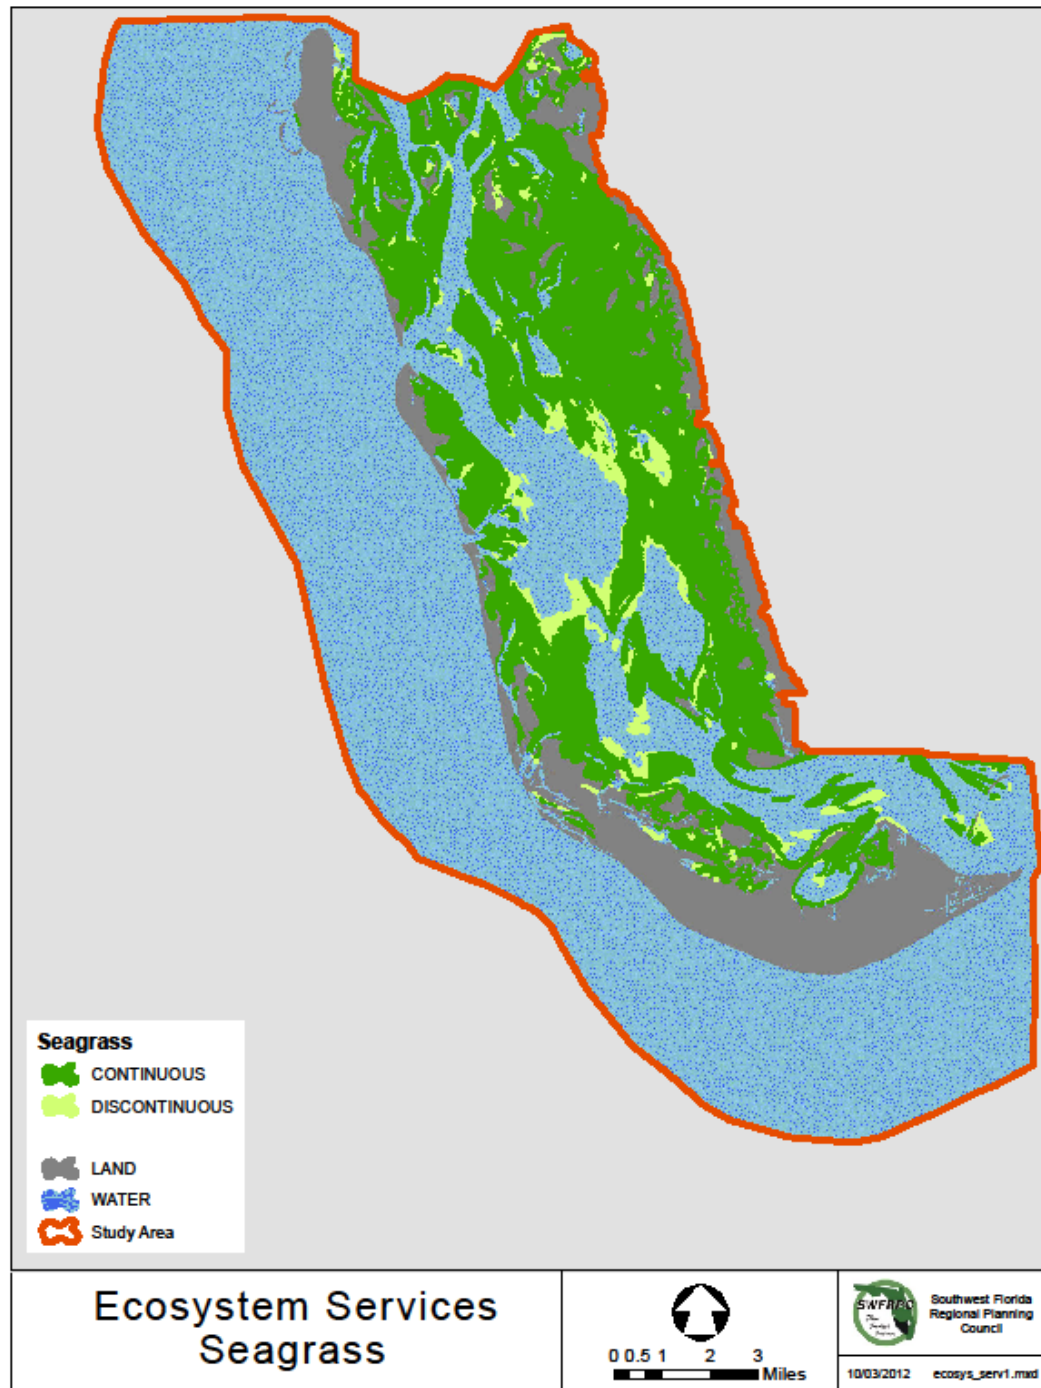 Seagrass
CONTINUOUS
DISCONTINUOUS
LAND
WATER
Study Area
Ecosystem Services
Seagrass
0 0.5 1 2 3
Miles
SWFRPC
Southwest Florida
Regional Planning
Council
10/03/2012 ecosys_serv1.mxd